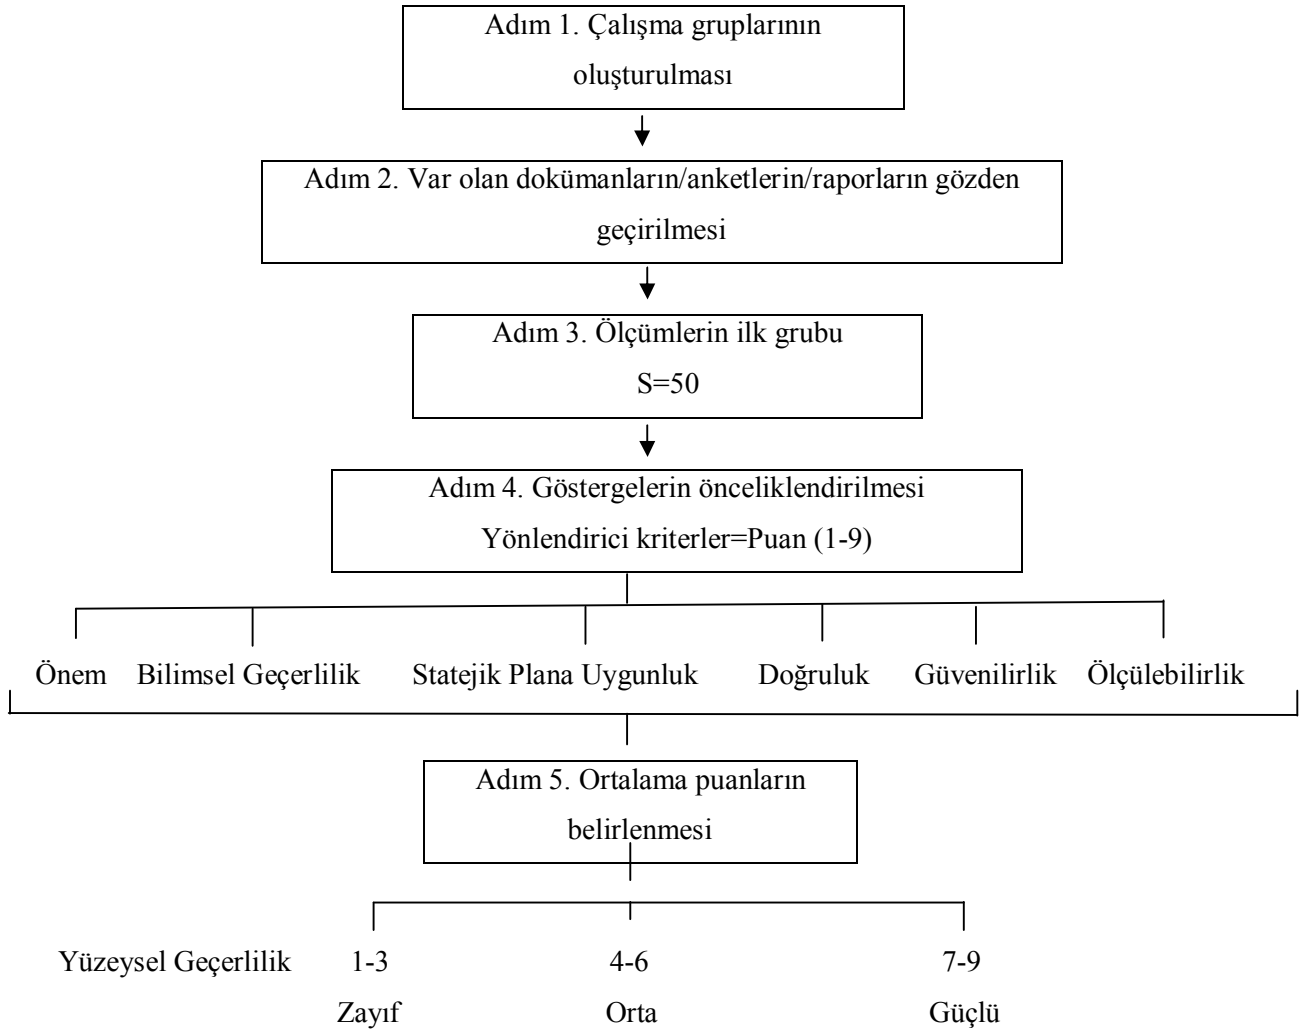 Adım 1. Çalışma gruplarının
oluşturulması
Adım 2. Var olan dokümanların/anketlerin/raporların gözden
geçirilmesi
Adım 3. Ölçümlerin ilk grubu
S=50
Adım 4. Göstergelerin önceliklendirilmesi
Yönlendirici kriterler=Puan (1-9)
Önem Bilimsel Geçerlilik Statejik Plana Uygunluk Doğruluk Güvenilirlik Ölçülebilirlik
Adım 5. Ortalama puanların
belirlenmesi
Yüzeysel Geçerlilik 1-3 4-6 7-9
Zayıf Orta Güçlü